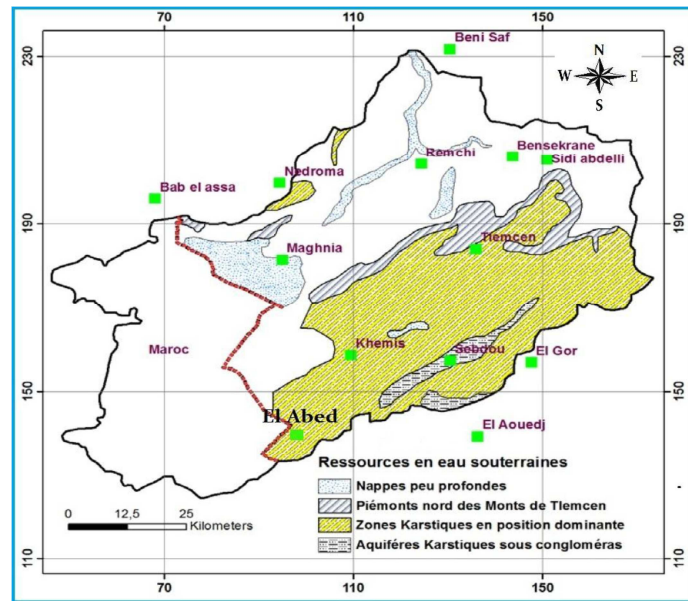 70
110
150
230
Beni Saf
N
W
E
S
Bensekrane
Remchi
Sidi abdelli
Nedroma
Bab el assa
190
190
Tlemcen
Maghnia
Maroc
Khemis
Sebdou
El Gor
150
150
El Abed
El Aouedj
Ressources en eau souterraines
Nappes peu profondes
Piémonts nord des Monts de Tlemcen
Zones Karstiques en position dominante
Aquiféres Karstiques sous congloméras
0
12,5
25
Kilometers
110
110
70
110
150
230